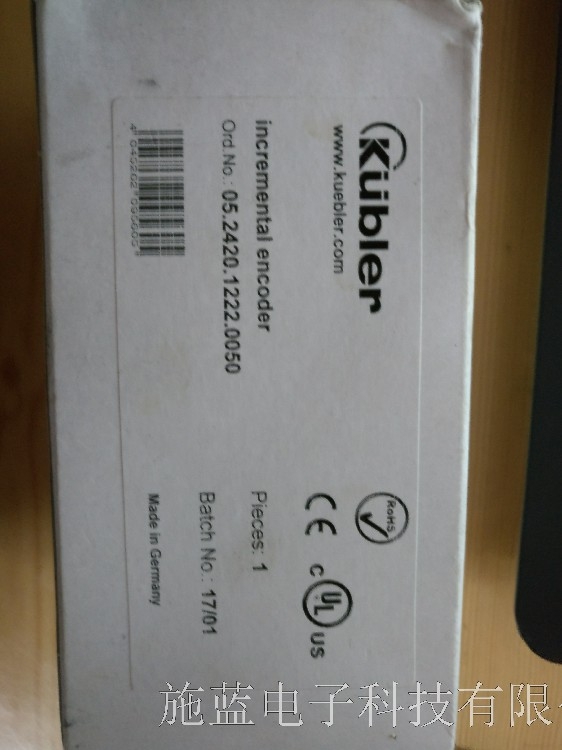 Kübler
www.kuebler.com
incremental encoder
Ord.No.: 05.2420.1222.0050
RoHS
CE
c UL US
Pieces: 1
Batch No.: 17/01
Made in Germany
施蓝电子科技有限